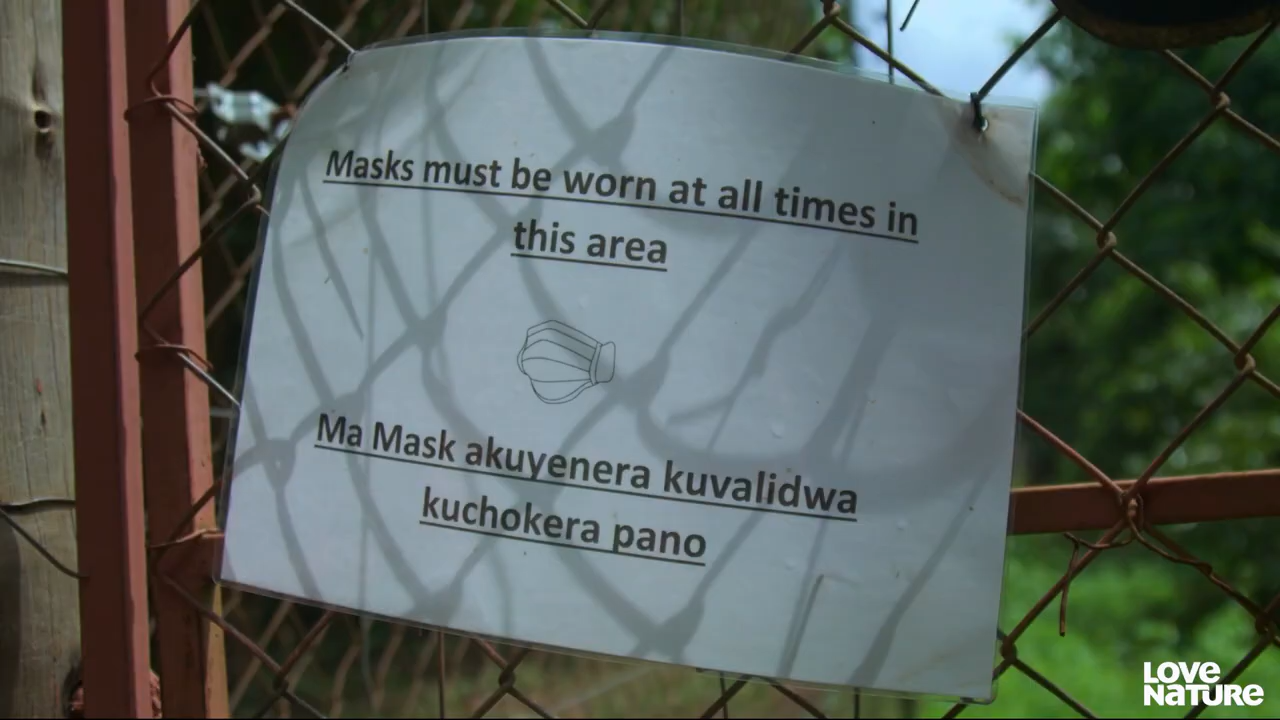 Masks must be worn at all times in
this area
Ma Mask akuyenera kuvalidwa
kuchokera pano
LOVE
NATURE